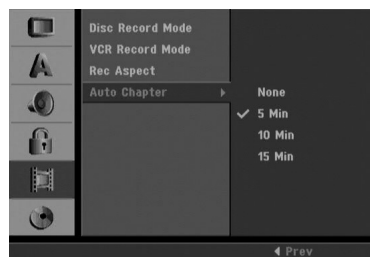 Disc Record Mode
VCR Record Mode
Rec Aspect
Auto Chapter
None
5 Min
10 Min
15 Min
Prev